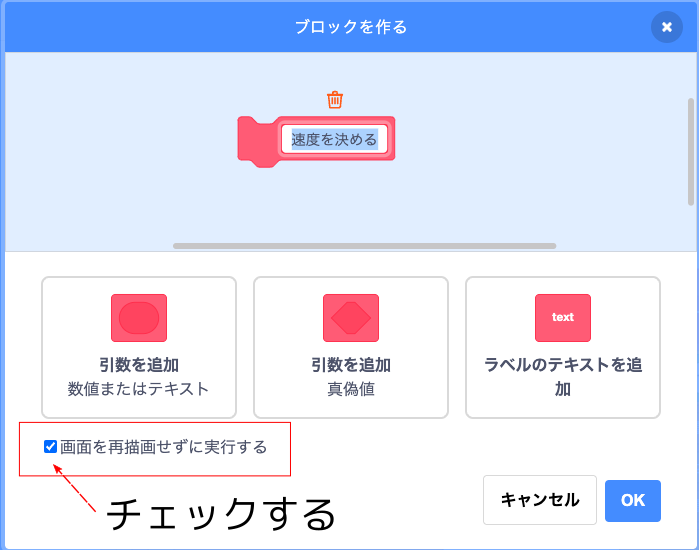 ブロックを作る
速度を決める
引数を追加
数値またはテキスト
引数を追加
真偽値
text
ラベルのテキストを追
加
画面を再描画せずに実行する
チェックする
キャンセル
OK